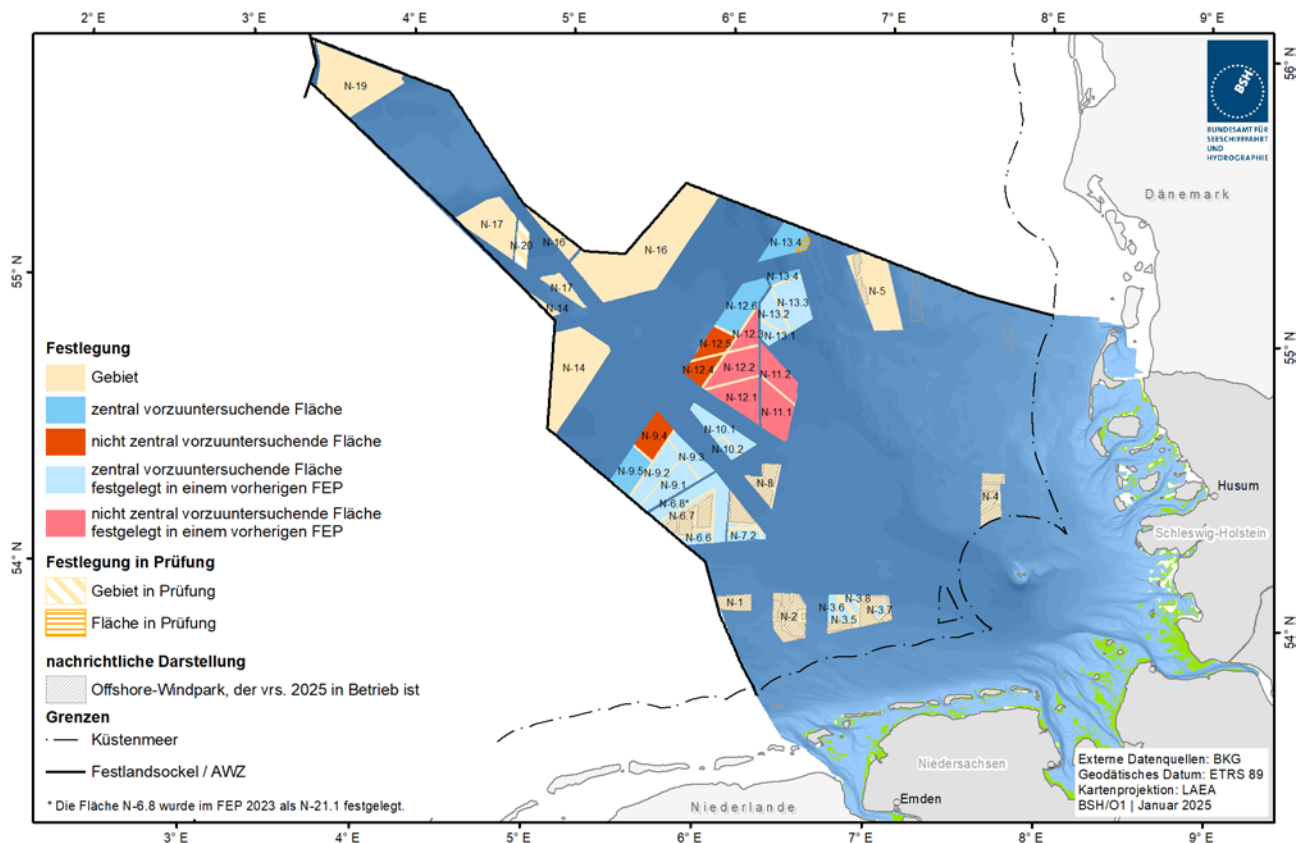 2° E 3° E 4° E 5° E 6° E 7° E 8° E 9° E
56° N
55° N
54° N
55° N
54° N
BSH
BUNDESAMT FÜR
SEESCHIFFFAHRT
UND
HYDROGRAPHIE
Dänemark
N-19
N-17
N-20
N-16
N-16
N-17
N-14
N-14
N-13.4
N-13.4
N-13.3
N-13.2
N-13.1
N-12.6
N-12.3
N-12.5
N-12.4
N-12.2
N-12.1
N-11.2
N-11.1
N-5
N-10.1
N-10.2
N-9.4
N-9.3
N-9.5
N-9.2
N-9.1
N-8
N-6.8*
N-6.7
N-6.6
N-7.2
N-4
N-1
N-2
N-3.8
N-3.6
N-3.7
N-3.5
Husum
Schleswig-Holstein
Niedersachsen
Emden
Niederlande
Festlegung
Gebiet
zentral vorzuuntersuchende Fläche
nicht zentral vorzuuntersuchende Fläche
zentral vorzuuntersuchende Fläche
festgelegt in einem vorherigen FEP
nicht zentral vorzuuntersuchende Fläche
festgelegt in einem vorherigen FEP
Festlegung in Prüfung
Gebiet in Prüfung
Fläche in Prüfung
nachrichtliche Darstellung
Offshore-Windpark, der vrs. 2025 in Betrieb ist
Grenzen
Küstenmeer
Festlandsockel / AWZ
* Die Fläche N-6.8 wurde im FEP 2023 als N-21.1 festgelegt.
Externe Datenquellen: BKG
Geodätisches Datum: ETRS 89
Kartenprojektion: LAEA
BSH/O1 | Januar 2025
3° E 4° E 5° E 6° E 7° E 8° E 9° E